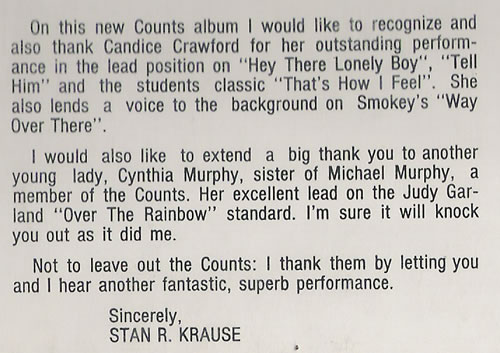 On this new Counts album I would like to recognize and
also thank Candice Crawford for her outstanding perform-
ance in the lead position on "Hey There Lonely Boy", "Tell
Him" and the students classic "That's How I Feel". She
also lends a voice to the background on Smokey's "Way
Over There".
I would also like to extend a big thank you to another
young lady, Cynthia Murphy, sister of Michael Murphy, a
member of the Counts. Her excellent lead on the Judy Gar-
land "Over The Rainbow" standard. I'm sure it will knock
you out as it did me.
Not to leave out the Counts: I thank them by letting you
and I hear another fantastic, superb performance.
Sincerely,
STAN R. KRAUSE